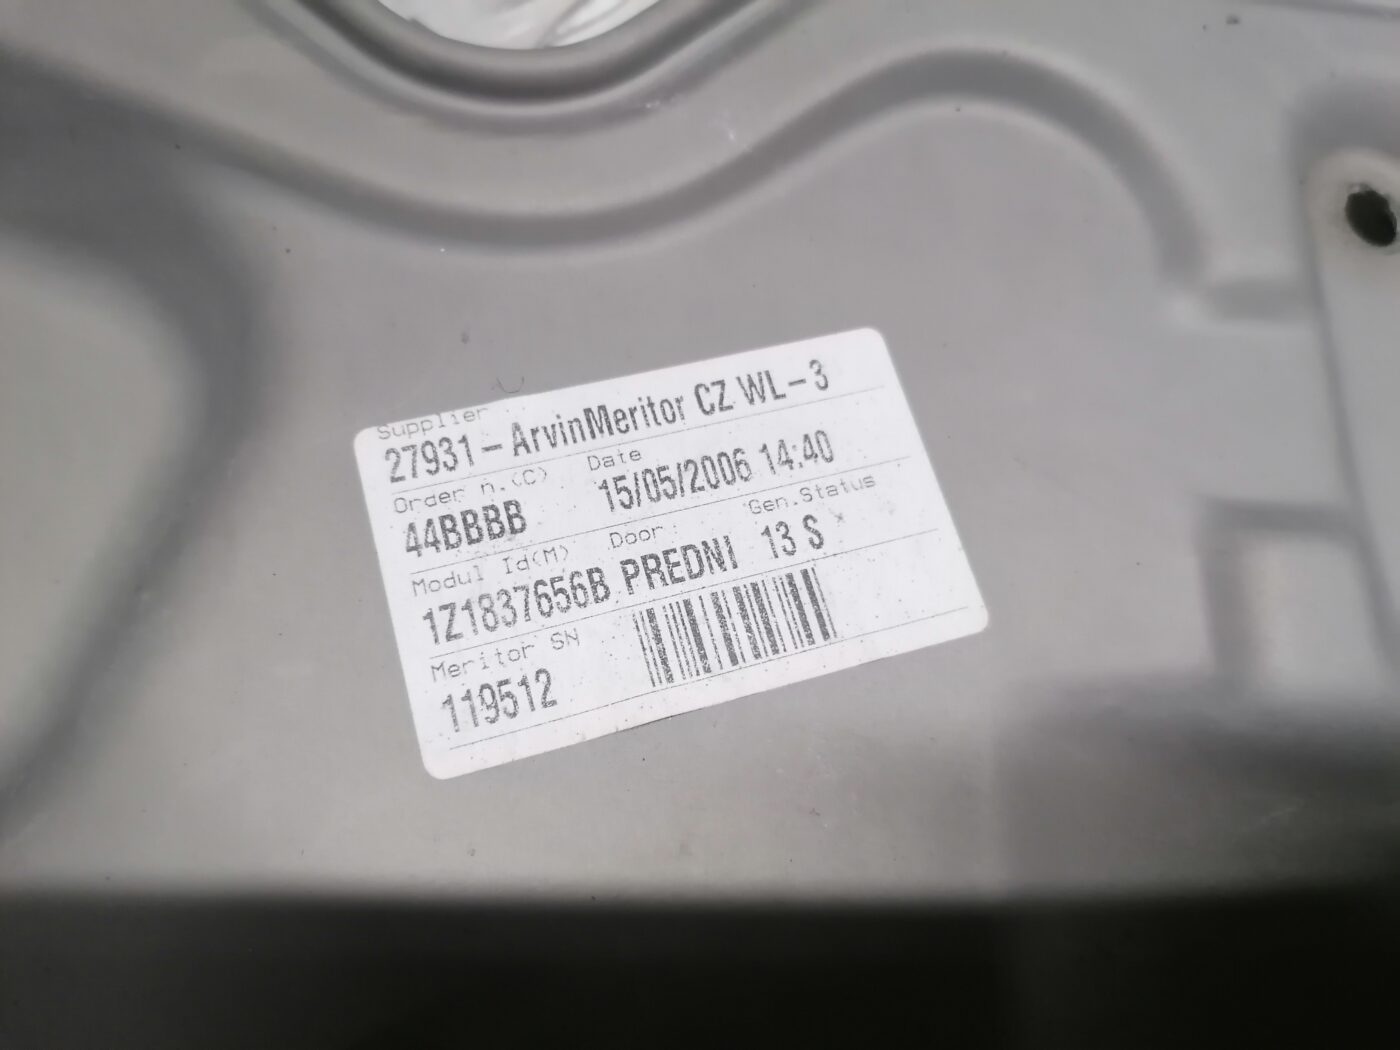 Supplier
27931-ArvinMeritor CZ WL-3
Order n.(C) Date
44BBBB 15/05/2006 14:40
Modul Id(M) Door Gen.Status
1Z1837656B PREDNI 13 S
Meritor SN
119512